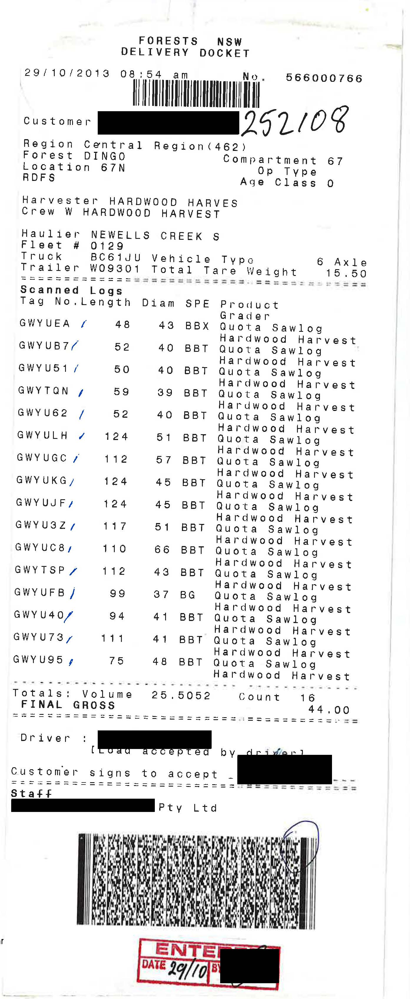 FORESTS NSW
DELIVERY DOCKET
29/10/2013 08:54 am No. 566000766
Customer 252108
Region Central Region(462)
Forest DINGO Compartment 67
Location 67N Op Type
RDFS Age Class 0
Harvester HARDWOOD HARVES
Crew W HARDWOOD HARVEST
Haulier NEWELLS CREEK S
Fleet # 0129
Truck BC61JU Vehicle Type 6 Axle
Trailer W09301 Total Tare Weight 15.50
Scanned Logs
Tag No.Length Diam SPE Product
Grader
GWYUEA 48 43 BBX Quota Sawlog
Hardwood Harvest
GWYUB7 52 40 BBT Quota Sawlog
Hardwood Harvest
GWYU51 50 40 BBT Quota Sawlog
Hardwood Harvest
GWYTQN 59 39 BBT Quota Sawlog
Hardwood Harvest
GWYU62 52 40 BBT Quota Sawlog
Hardwood Harvest
GWYULH 124 51 BBT Quota Sawlog
Hardwood Harvest
GWYUGC 112 57 BBT Quota Sawlog
Hardwood Harvest
GWYUKG 124 45 BBT Quota Sawlog
Hardwood Harvest
GWYUJF 124 45 BBT Quota Sawlog
Hardwood Harvest
GWYU3Z 117 51 BBT Quota Sawlog
Hardwood Harvest
GWYUC8 110 66 BBT Quota Sawlog
Hardwood Harvest
GWYTSP 112 43 BBT Quota Sawlog
Hardwood Harvest
GWYUFB 99 37 BG Quota Sawlog
Hardwood Harvest
GWYU40 94 41 BBT Quota Sawlog
Hardwood Harvest
GWYU73 111 41 BBT Quota Sawlog
Hardwood Harvest
GWYU95 75 48 BBT Quota Sawlog
Hardwood Harvest
Totals: Volume 25.5052 Count 16
FINAL GROSS 44.00
Driver :
[Load accepted by driver]
Customer signs to accept
Staff
Pty Ltd
DATE 29/10